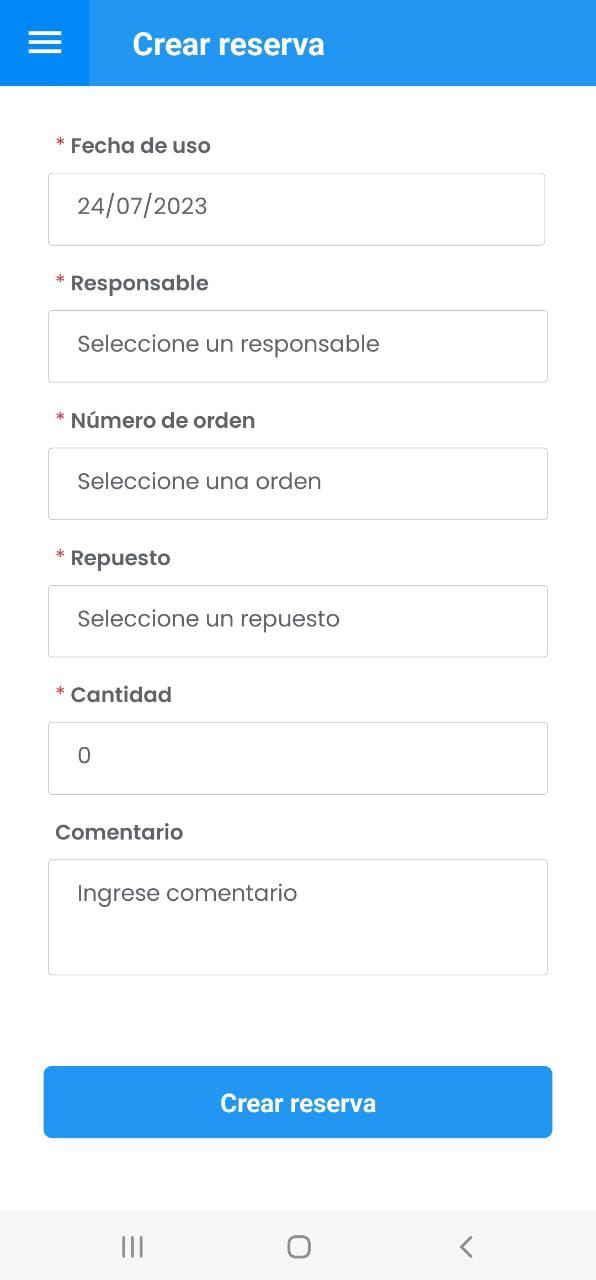 Crear reserva
* Fecha de uso
24/07/2023
* Responsable
Seleccione un responsable
* Número de orden
Seleccione una orden
* Repuesto
Seleccione un repuesto
* Cantidad
0
Comentario
Ingrese comentario
Crear reserva